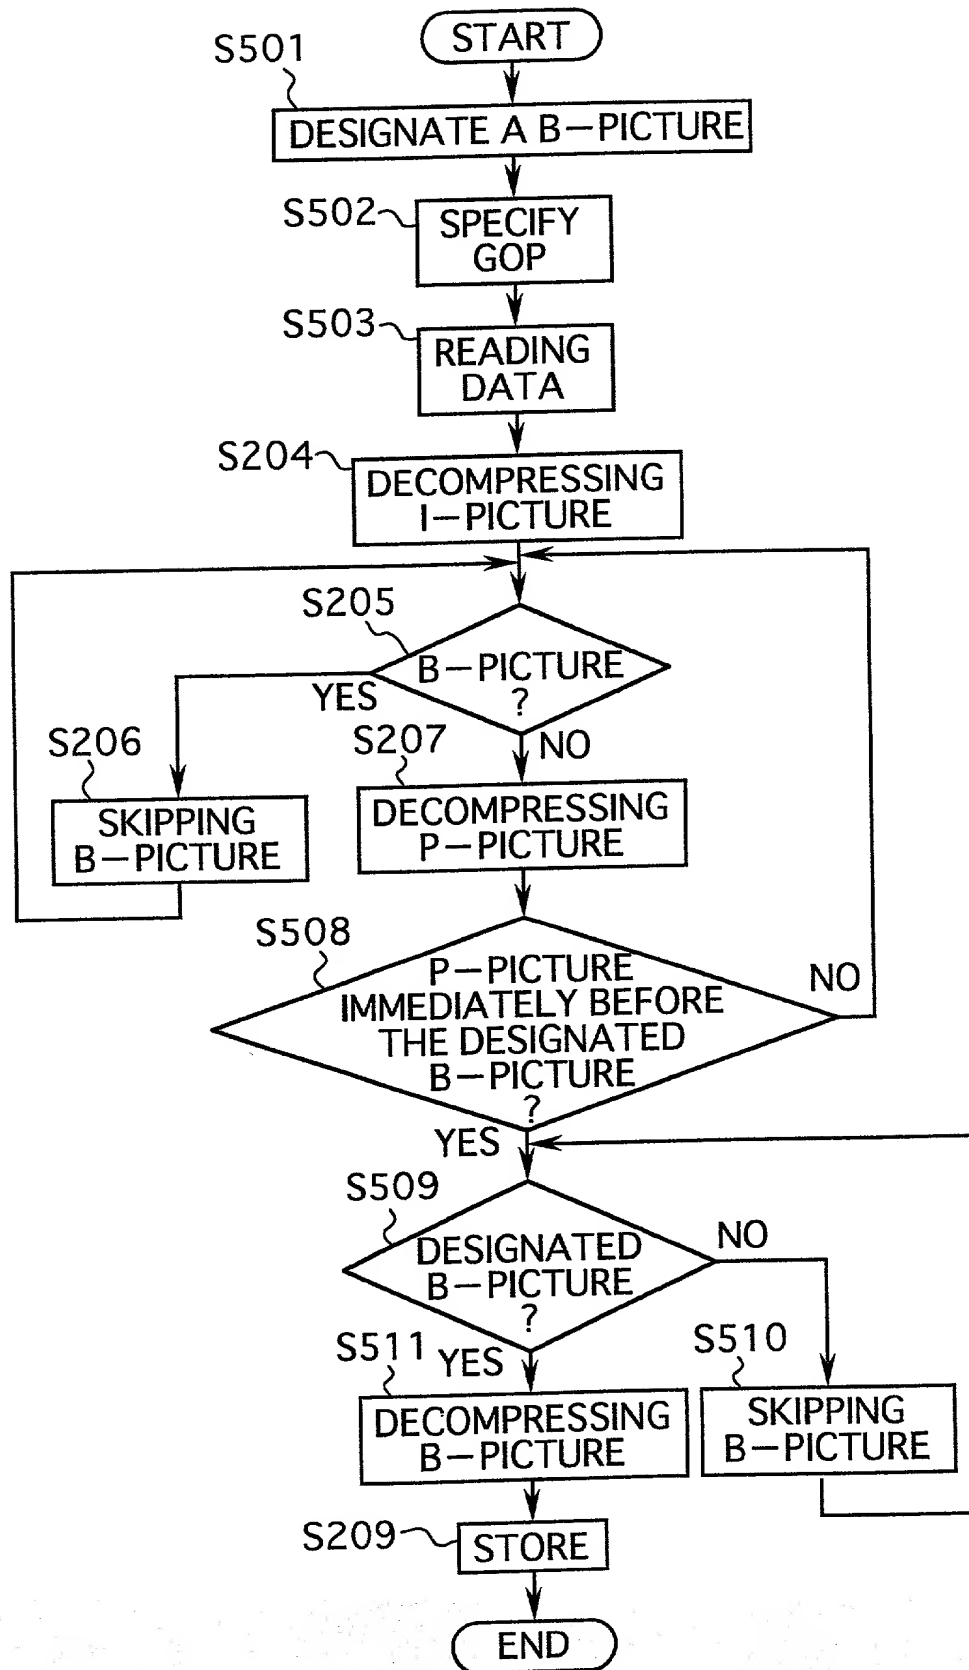 START
S501
DESIGNATE A B-PICTURE
S502
SPECIFY
GOP
S503
READING
DATA
S204
DECOMPRESSING
I-PICTURE
S205
B-PICTURE
?
YES
NO
S206
SKIPPING
B-PICTURE
S207
DECOMPRESSING
P-PICTURE
S508
P-PICTURE
IMMEDIATELY BEFORE
THE DESIGNATED
B-PICTURE
?
NO
YES
S509
DESIGNATED
B-PICTURE
?
NO
YES
S511
DECOMPRESSING
B-PICTURE
S510
SKIPPING
B-PICTURE
S209
STORE
END